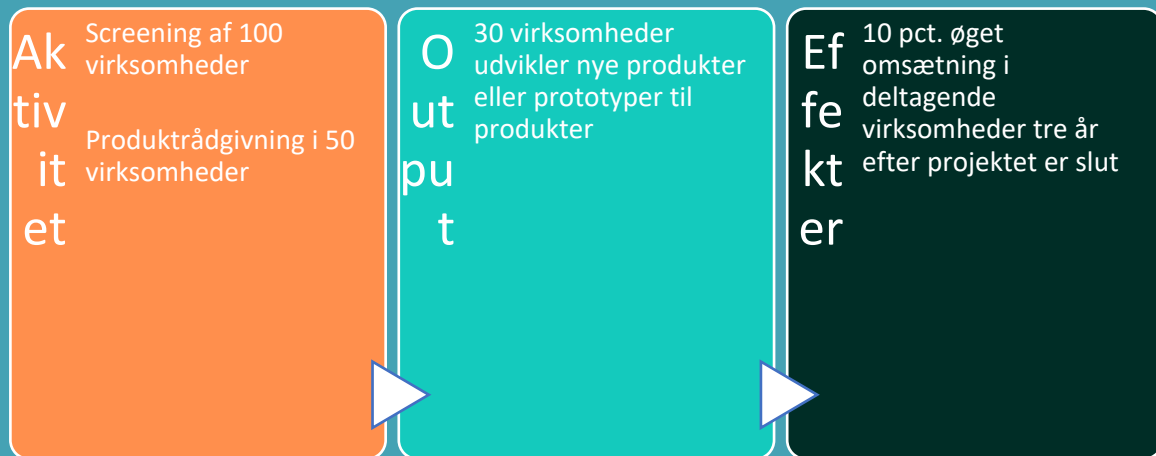 Ak
tiv
it
et
Screening af 100
virksomheder
Produktrådgivning i 50
virksomheder
O
ut
pu
t
30 virksomheder
udvikler nye produkter
eller prototyper til
produkter
Ef
fe
kt
er
10 pct. øget
omsætning i
deltagende
virksomheder tre år
efter projektet er slut